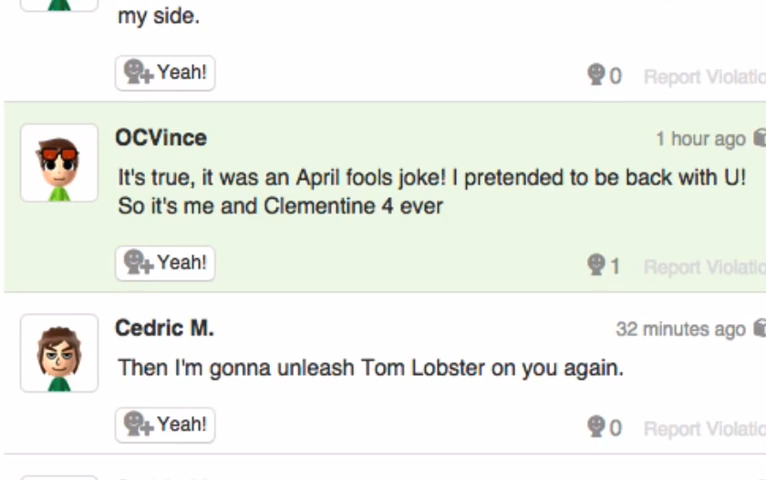 my side.
Yeah!
0 Report Violatio
OCVince
1 hour ago
It's true, it was an April fools joke! I pretended to be back with U!
So it's me and Clementine 4 ever
Yeah!
1 Report Violatio
Cedric M.
32 minutes ago
Then I'm gonna unleash Tom Lobster on you again.
Yeah!
0 Report Violatio